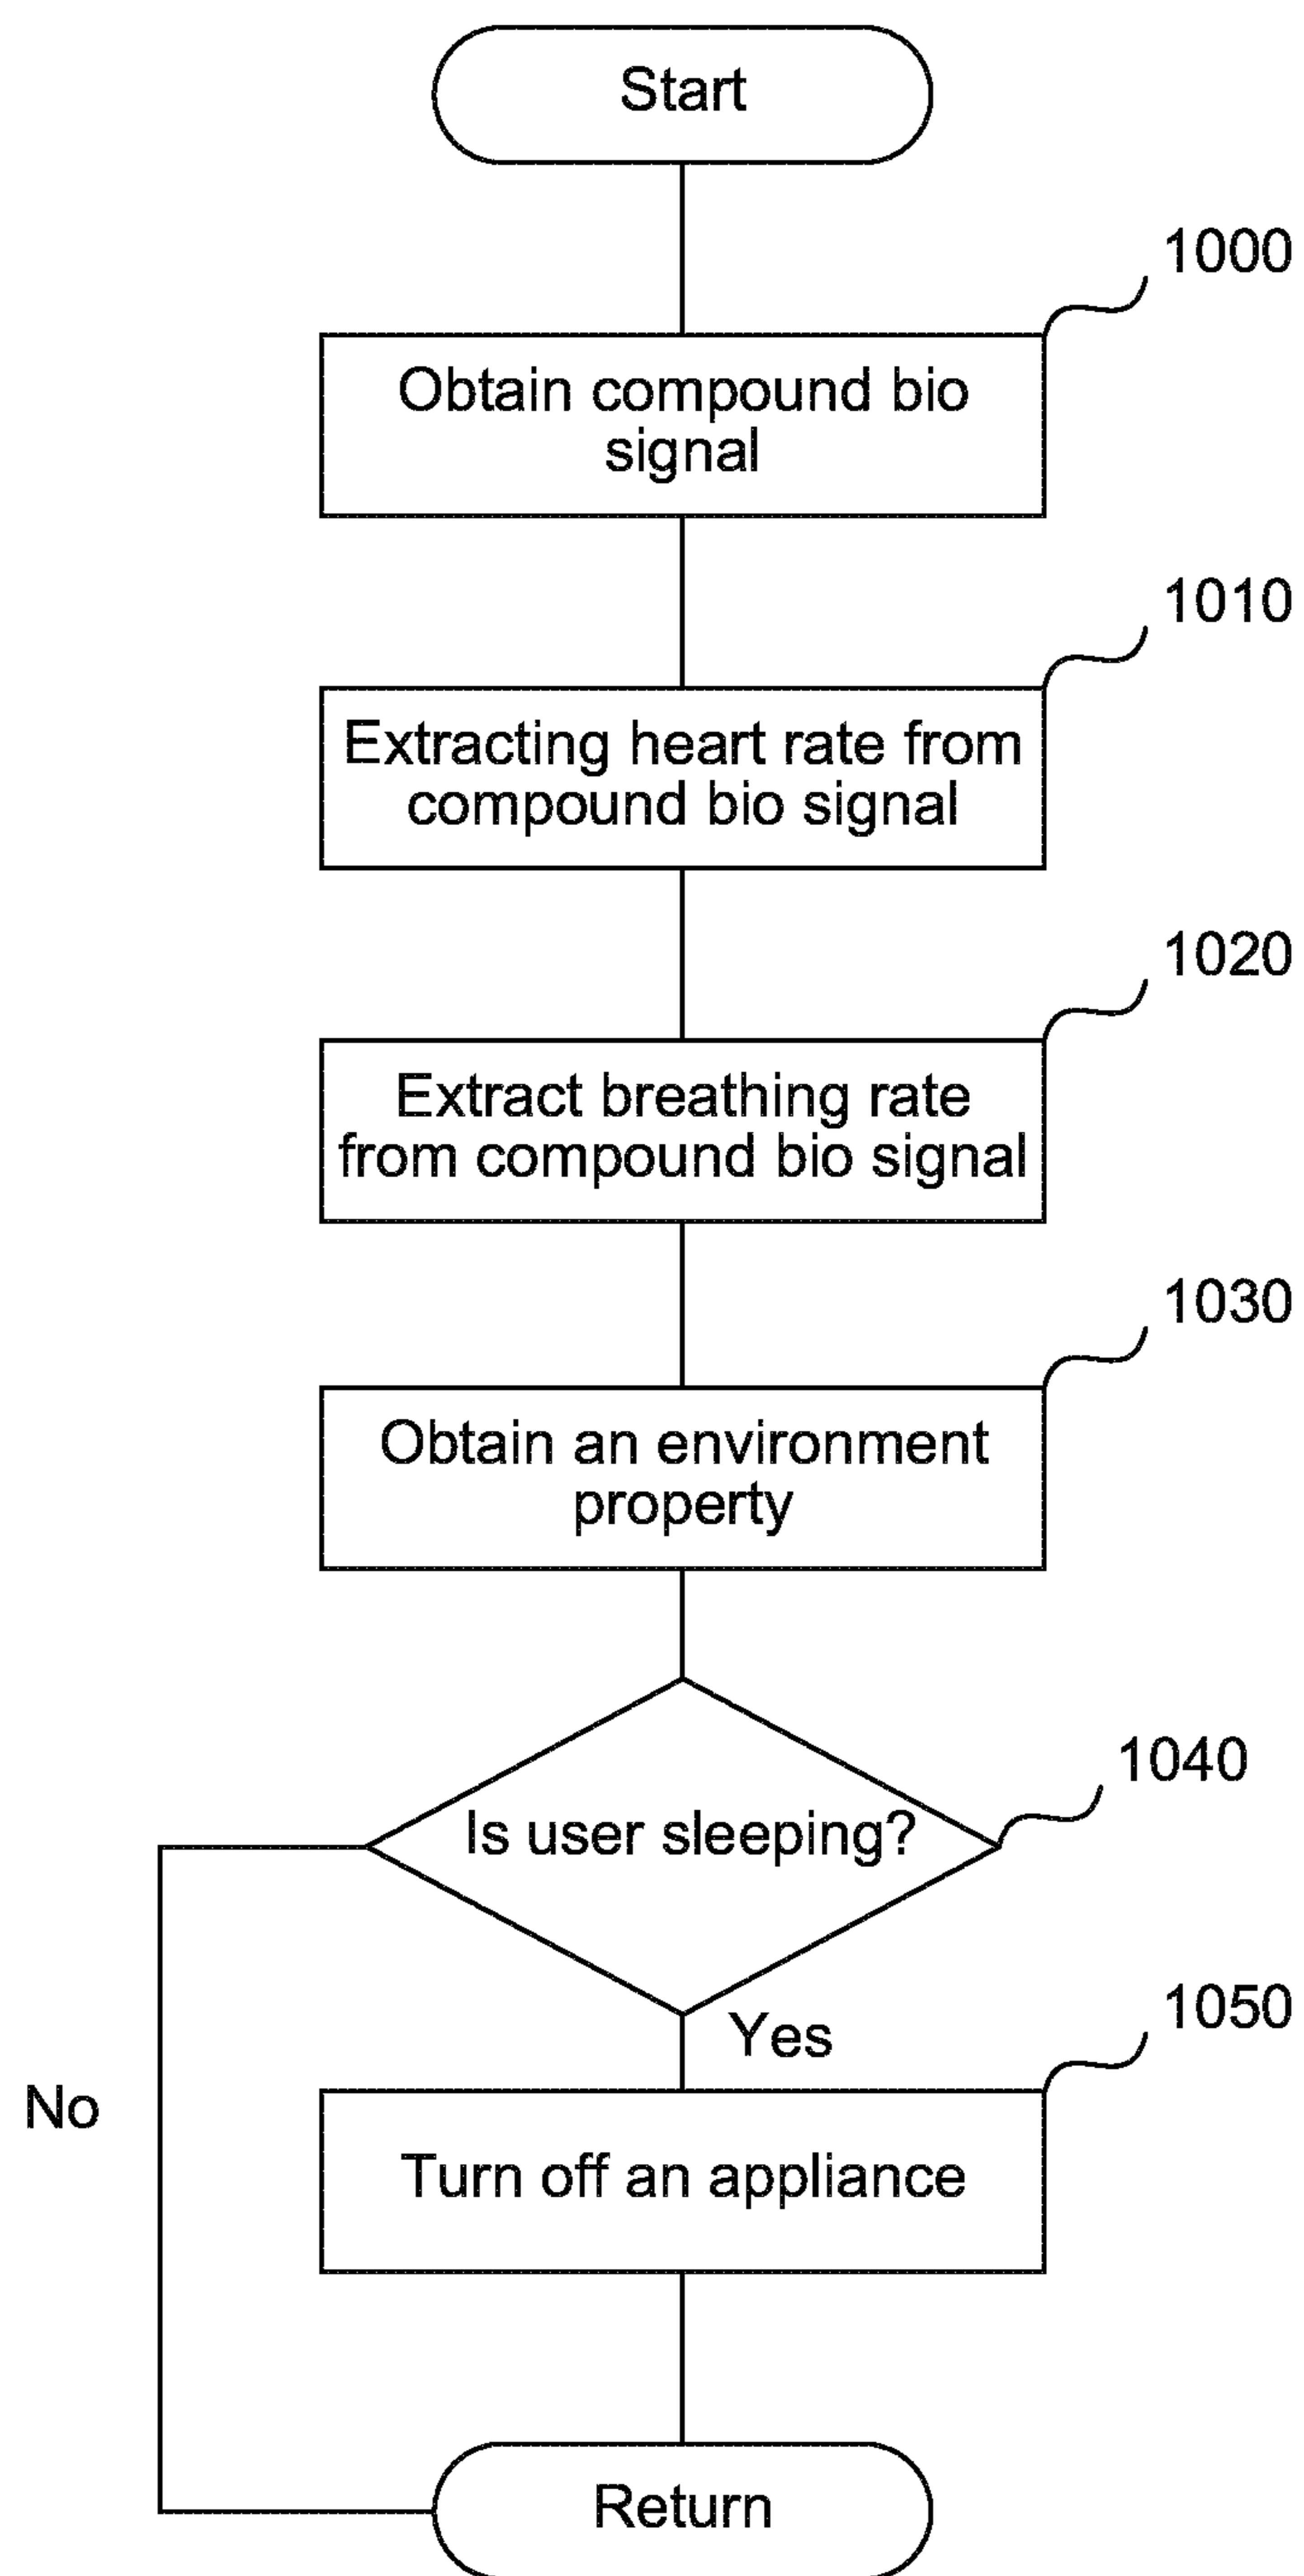 Start
1000
Obtain compound bio
signal
1010
Extracting heart rate from
compound bio signal
1020
Extract breathing rate
from compound bio signal
1030
Obtain an environment
property
1040
Is user sleeping?
Yes
1050
No
Turn off an appliance
Return